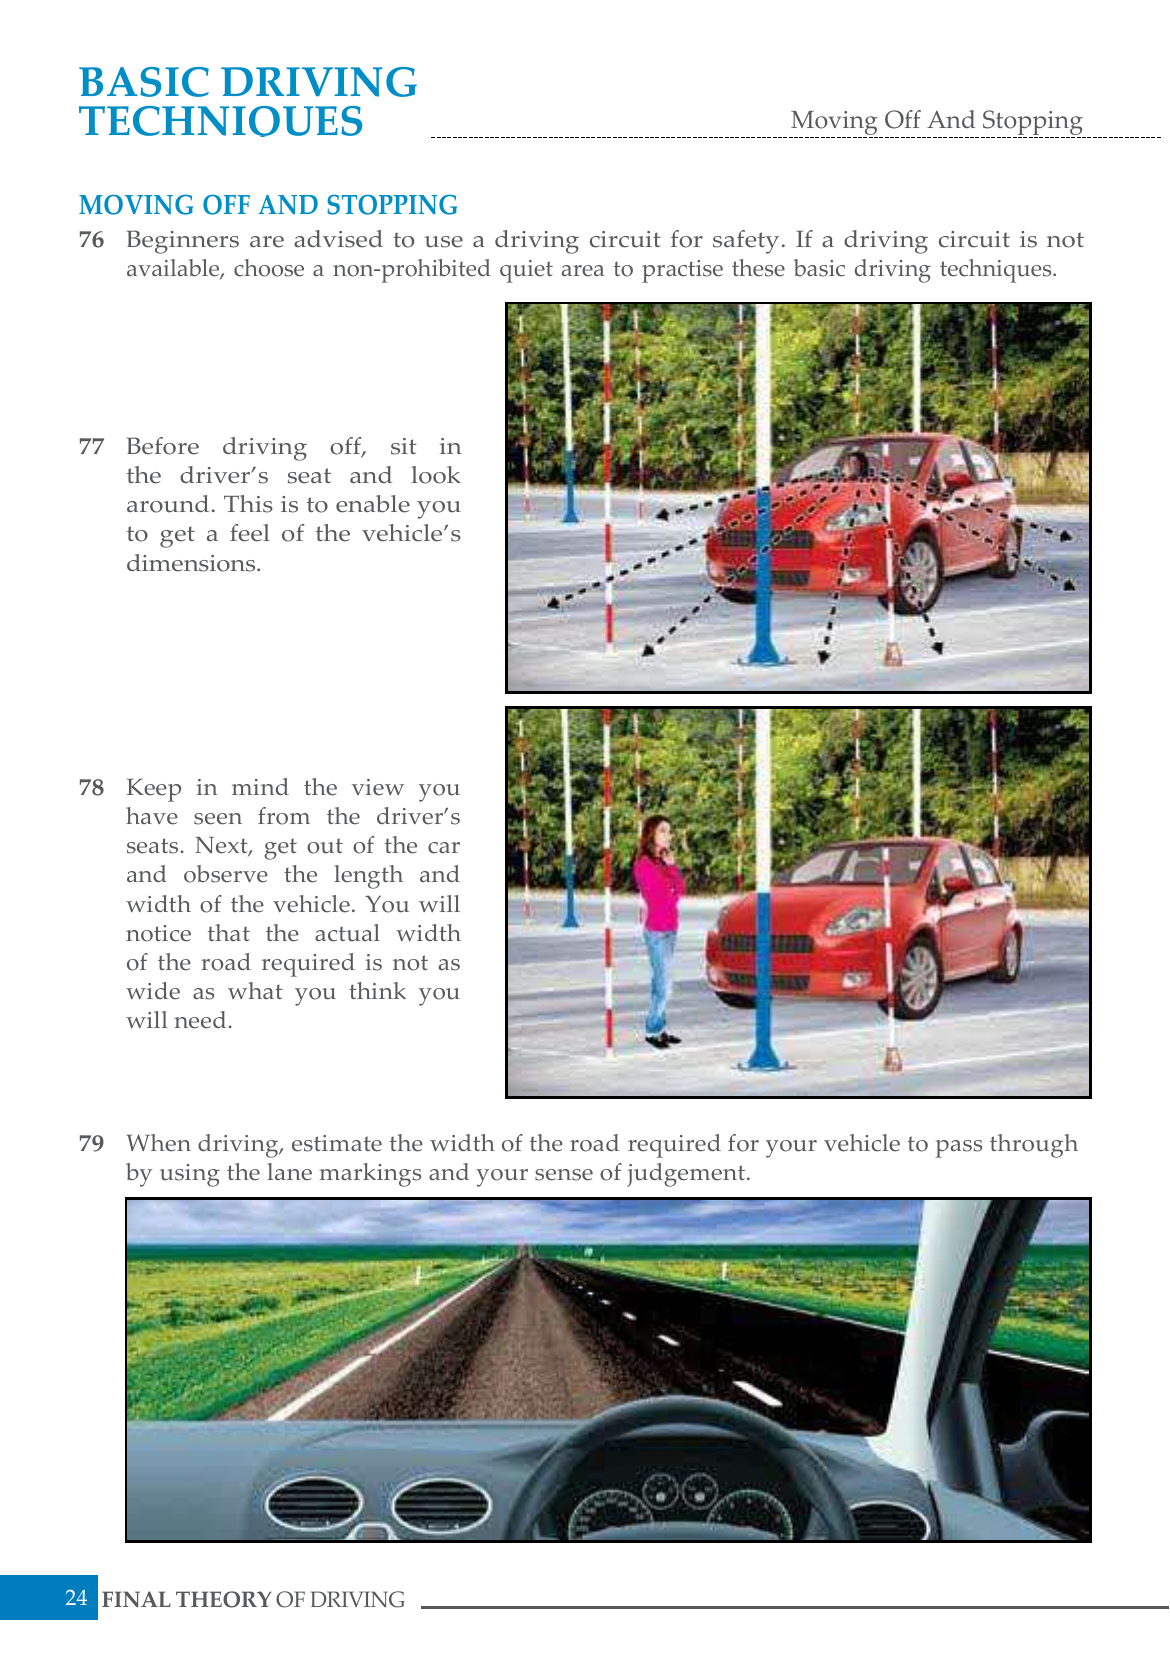 BASIC DRIVING
TECHNIQUES
Moving Off And Stopping
MOVING OFF AND STOPPING
76 Beginners are advised to use a driving circuit for safety. If a driving circuit is not
available, choose a non-prohibited quiet area to practise these basic driving techniques.
77 Before driving off, sit in
the driver’s seat and look
around. This is to enable you
to get a feel of the vehicle’s
dimensions.
78 Keep in mind the view you
have seen from the driver’s
seats. Next, get out of the car
and observe the length and
width of the vehicle. You will
notice that the actual width
of the road required is not as
wide as what you think you
will need.
79 When driving, estimate the width of the road required for your vehicle to pass through
by using the lane markings and your sense of judgement.
24 FINAL THEORY OF DRIVING